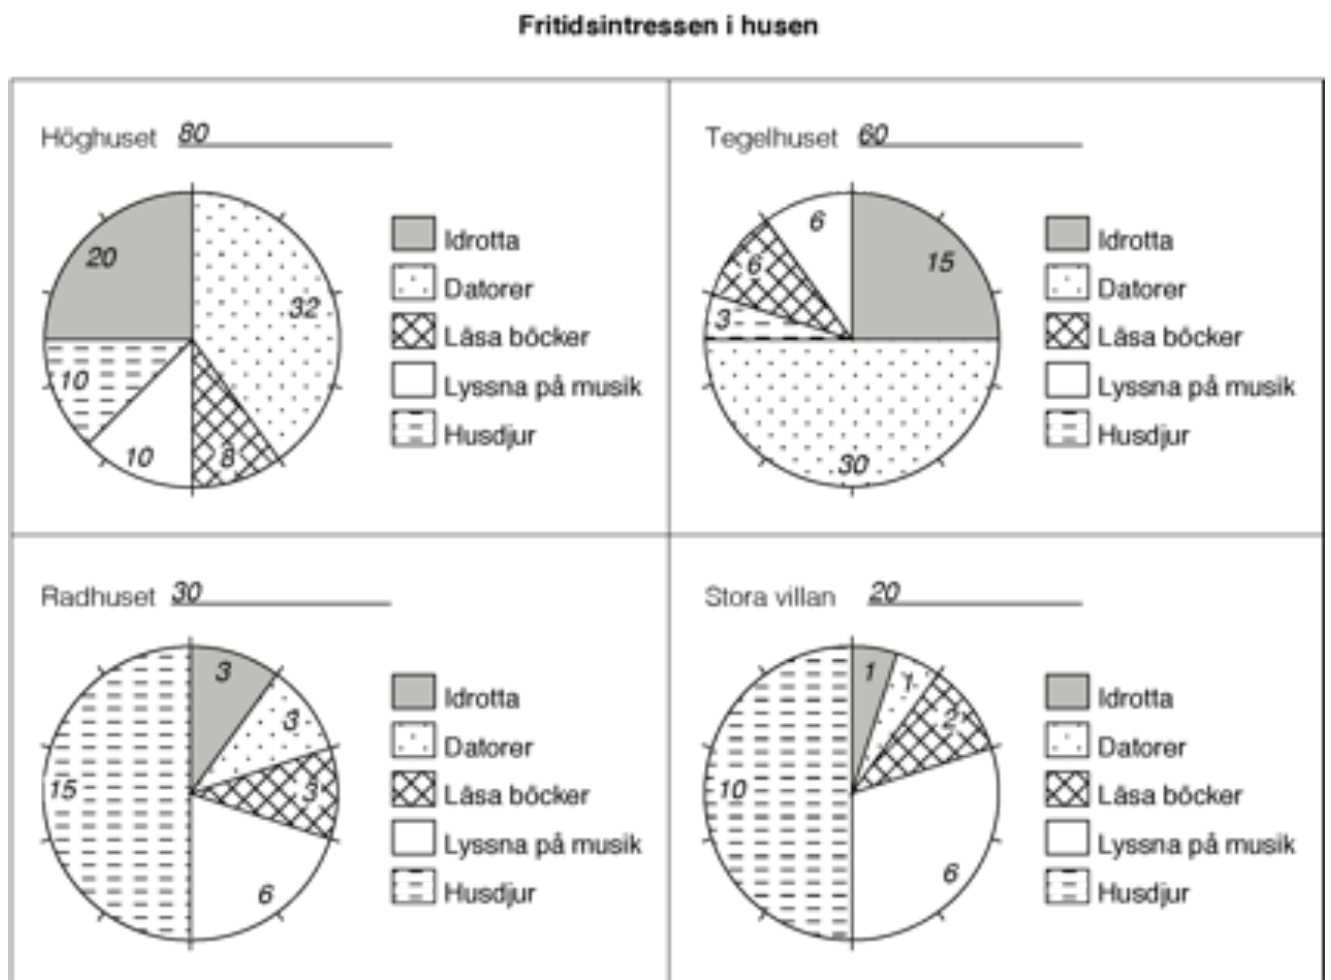 Fritidsintressen i husen
Höghuset 80
20
32
10
10
8
Idrotta
Datorer
Läsa böcker
Lyssna på musik
Husdjur
Tegelhuset 60
6
15
6
3
30
Idrotta
Datorer
Läsa böcker
Lyssna på musik
Husdjur
Radhuset 30
3
3
15
3
6
Idrotta
Datorer
Läsa böcker
Lyssna på musik
Husdjur
Stora villan 20
1
1
2
10
6
Idrotta
Datorer
Läsa böcker
Lyssna på musik
Husdjur